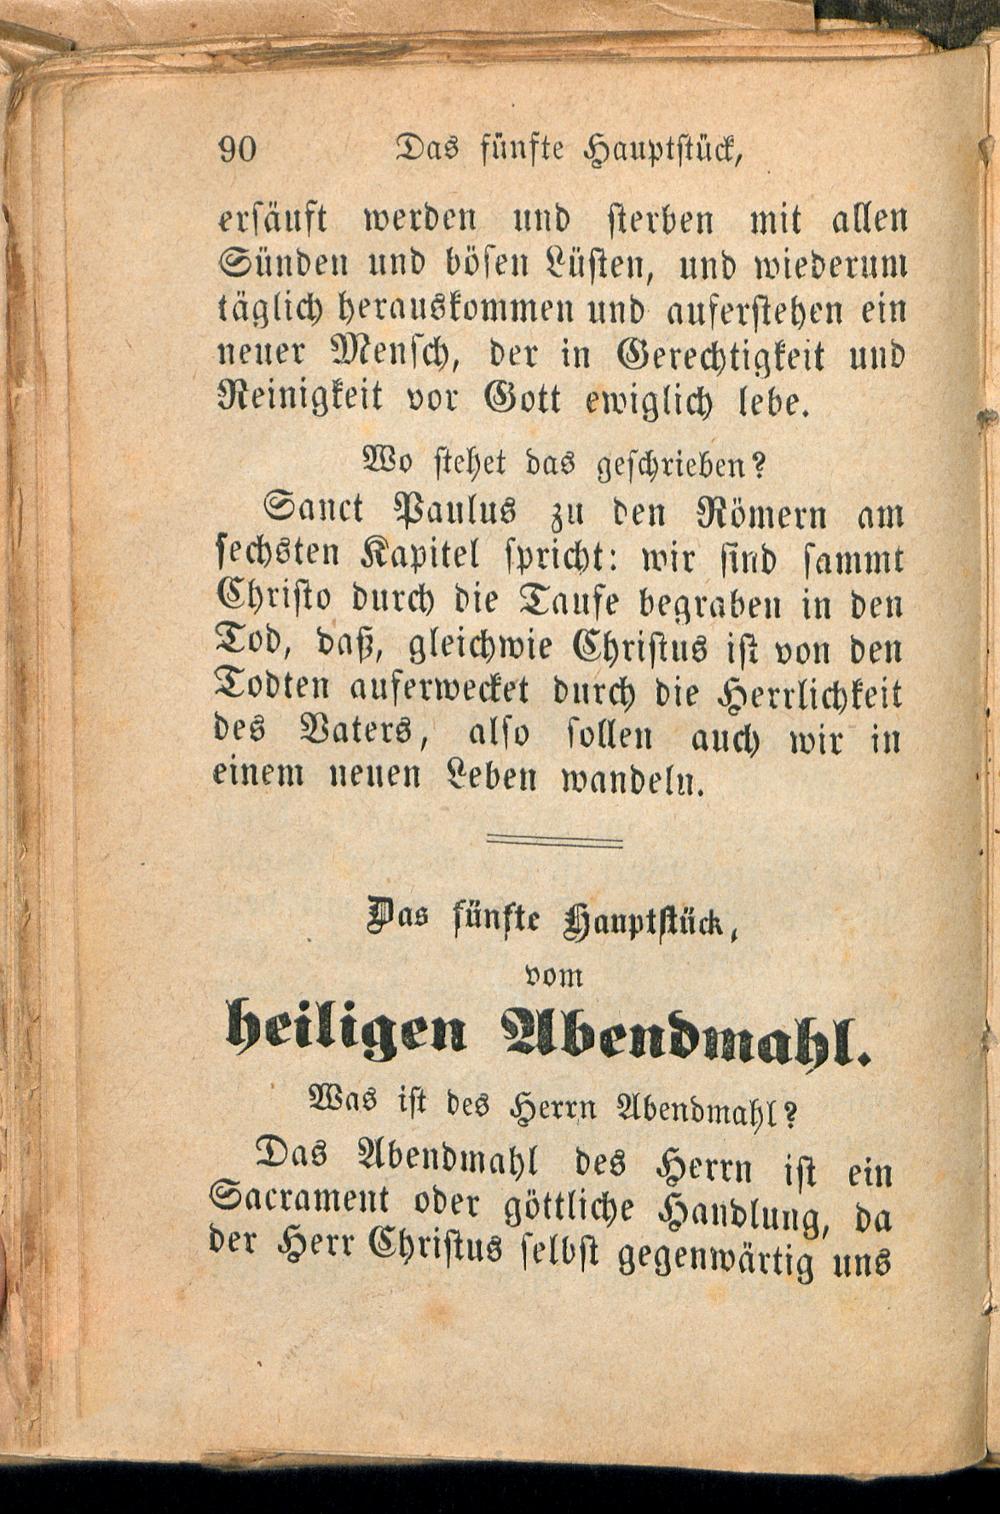 90 Das fünfte Hauptstück,
ersäuft werden und sterben mit allen
Sünden und bösen Lüsten, und wiederum
täglich herauskommen und auferstehen ein
neuer Mensch, der in Gerechtigkeit und
Reinigkeit vor Gott ewiglich lebe.
Wo stehet das geschrieben?
Sanct Paulus zu den Römern am
sechsten Kapitel spricht: wir sind sammt
Christo durch die Taufe begraben in den
Tod, daß, gleichwie Christus ist von den
Todten auferwecket durch die Herrlichkeit
des Vaters, also sollen auch wir in
einem neuen Leben wandeln.
Das fünfte Hauptstück,
vom
heiligen Abendmahl.
Was ist des Herrn Abendmahl?
Das Abendmahl des Herrn ist ein
Sacrament oder göttliche Handlung, da
der Herr Christus selbst gegenwärtig uns